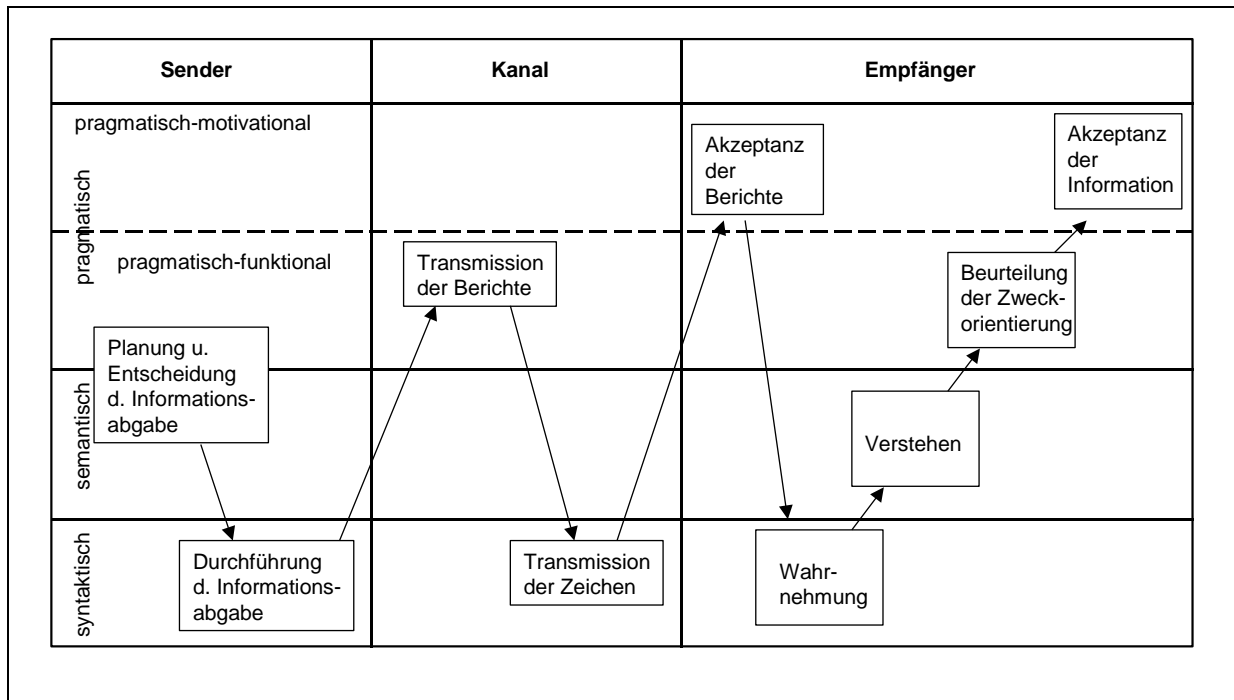 Sender
Kanal
Empfänger
pragmatisch
pragmatisch-motivational
Akzeptanz
der
Berichte
Akzeptanz
der
Information
pragmatisch-funktional
Transmission
der Berichte
Beurteilung
der Zweck-
orientierung
Planung u.
Entscheidung
d. Informations-
abgabe
semantisch
Verstehen
syntaktisch
Durchführung
d. Informations-
abgabe
Transmission
der Zeichen
Wahr-
nehmung